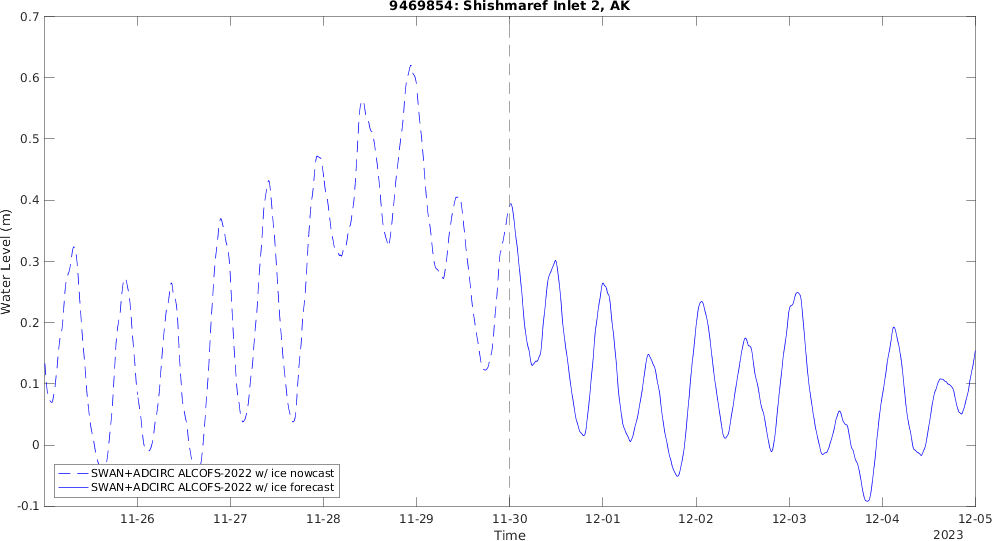 9469854: Shishmaref Inlet 2, AK
0.7
0.6
0.5
0.4
0.3
0.2
0.1
0
-0.1
Water Level (m)
SWAN+ADCIRC ALCOFS-2022 w/ ice nowcast
SWAN+ADCIRC ALCOFS-2022 w/ ice forecast
11-26 11-27 11-28 11-29 11-30 12-01 12-02 12-03 12-04 12-05
Time 2023